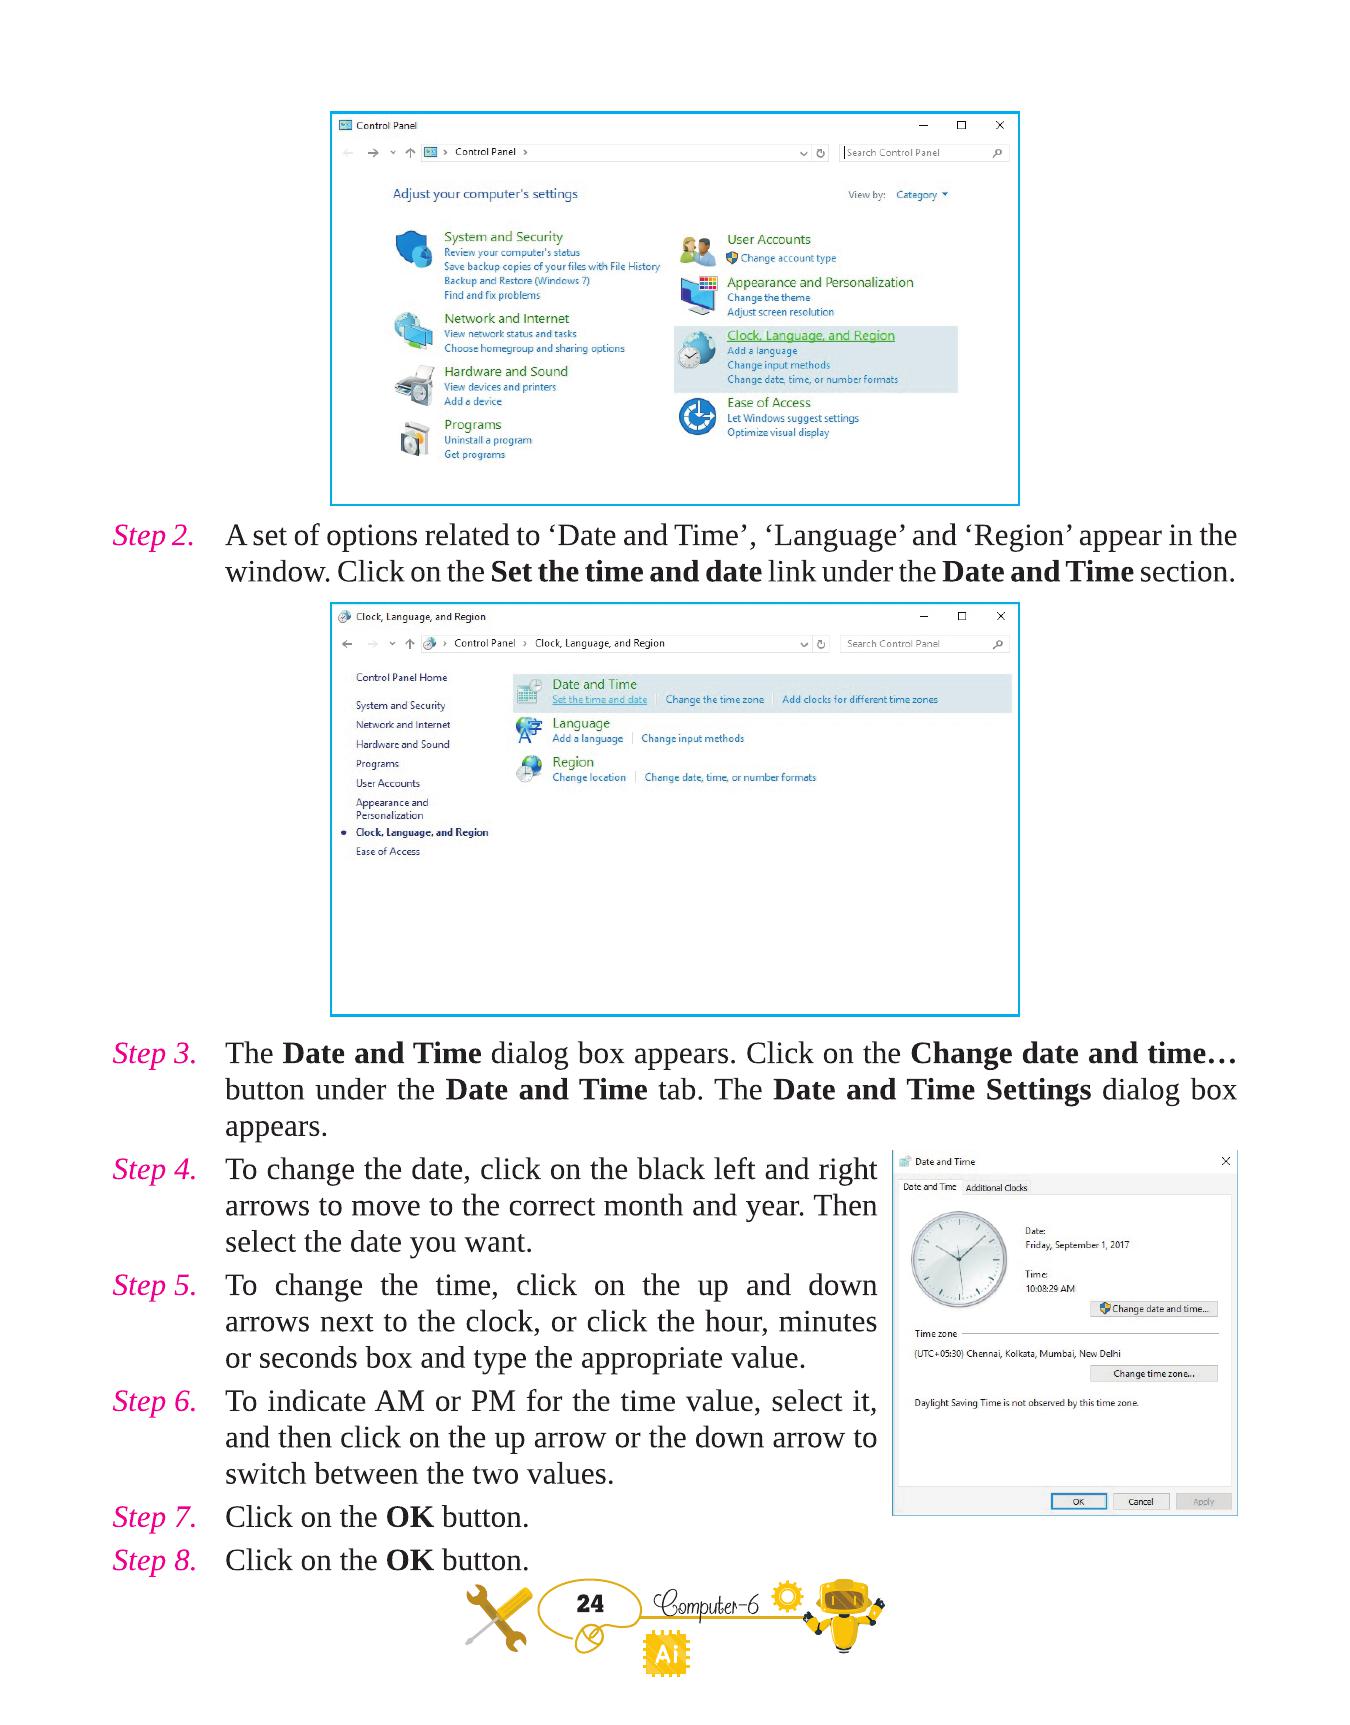 Control Panel
Control Panel
Search Control Panel
Adjust your computer's settings
View by: Category
System and Security
Review your computer's status
Save backup copies of your files with File History
Backup and Restore (Windows 7)
Find and fix problems
Network and Internet
View network status and tasks
Choose homegroup and sharing options
Hardware and Sound
View devices and printers
Add a device
Programs
Uninstall a program
Get programs
User Accounts
Change account type
Appearance and Personalization
Change the theme
Adjust screen resolution
Clock, Language, and Region
Add a language
Change input methods
Change date, time, or number formats
Ease of Access
Let Windows suggest settings
Optimize visual display
Step 2. A set of options related to ‘Date and Time’, ‘Language’ and ‘Region’ appear in the
window. Click on the Set the time and date link under the Date and Time section.
Clock, Language, and Region
Control Panel › Clock, Language, and Region
Search Control Panel
Control Panel Home
System and Security
Network and Internet
Hardware and Sound
Programs
User Accounts
Appearance and
Personalization
Clock, Language, and Region
Ease of Access
Date and Time
Set the time and date | Change the time zone | Add clocks for different time zones
Language
Add a language | Change input methods
Region
Change location | Change date, time, or number formats
Step 3. The Date and Time dialog box appears. Click on the Change date and time…
button under the Date and Time tab. The Date and Time Settings dialog box
appears.
Step 4. To change the date, click on the black left and right
arrows to move to the correct month and year. Then
select the date you want.
Step 5. To change the time, click on the up and down
arrows next to the clock, or click the hour, minutes
or seconds box and type the appropriate value.
Step 6. To indicate AM or PM for the time value, select it,
and then click on the up arrow or the down arrow to
switch between the two values.
Step 7. Click on the OK button.
Step 8. Click on the OK button.
Date and Time
Date and Time Additional Clocks
Date:
Friday, September 1, 2017
Time:
10:08:29 AM
Change date and time...
Time zone
(UTC+05:30) Chennai, Kolkata, Mumbai, New Delhi
Change time zone...
Daylight Saving Time is not observed by this time zone.
OK Cancel Apply
24 Computer-6
Ai